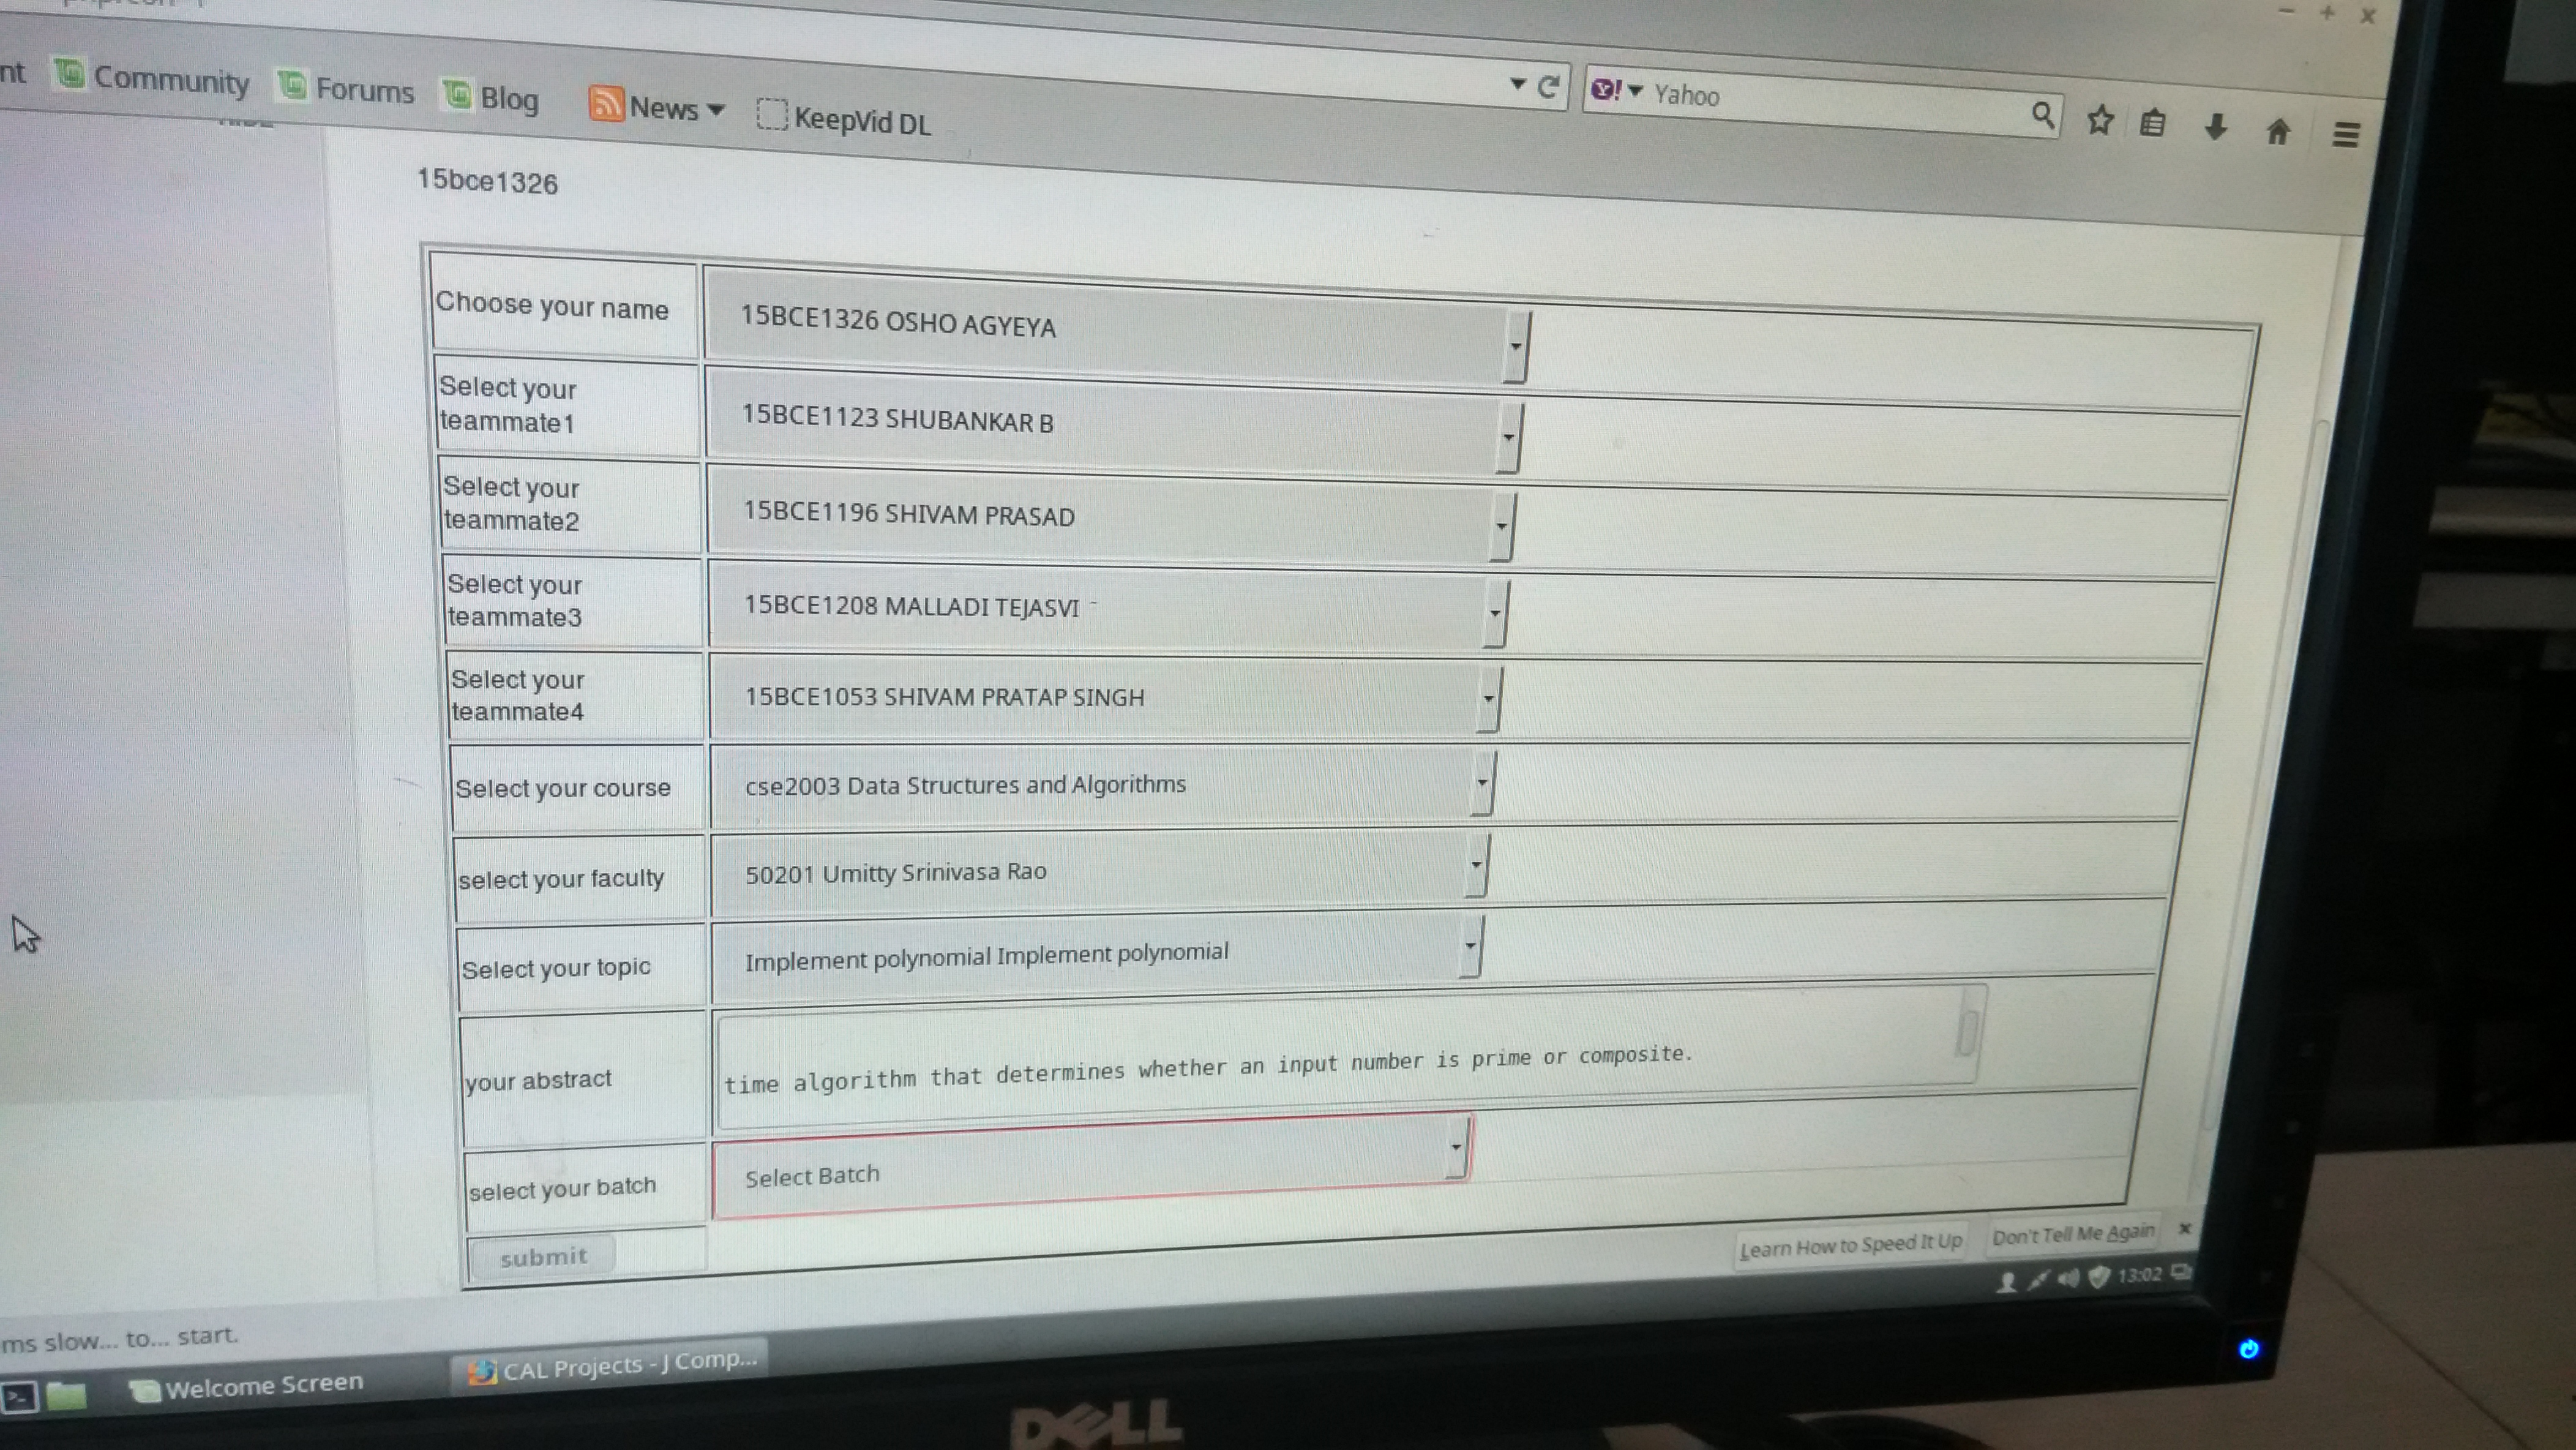 nt Community Forums Blog News KeepVid DL
Yahoo
15bce1326
Choose your name 15BCE1326 OSHO AGYEYA
Select your
teammate1
15BCE1123 SHUBANKAR B
Select your
teammate2
15BCE1196 SHIVAM PRASAD
Select your
teammate3
15BCE1208 MALLADI TEJASVI
Select your
teammate4
15BCE1053 SHIVAM PRATAP SINGH
Select your course cse2003 Data Structures and Algorithms
select your faculty 50201 Umitty Srinivasa Rao
Select your topic Implement polynomial Implement polynomial
your abstract time algorithm that determines whether an input number is prime or composite.
select your batch Select Batch
submit
Learn How to Speed It Up Don't Tell Me Again
13:02
ms slow... to... start.
Welcome Screen CAL Projects - J Comp...
DELL